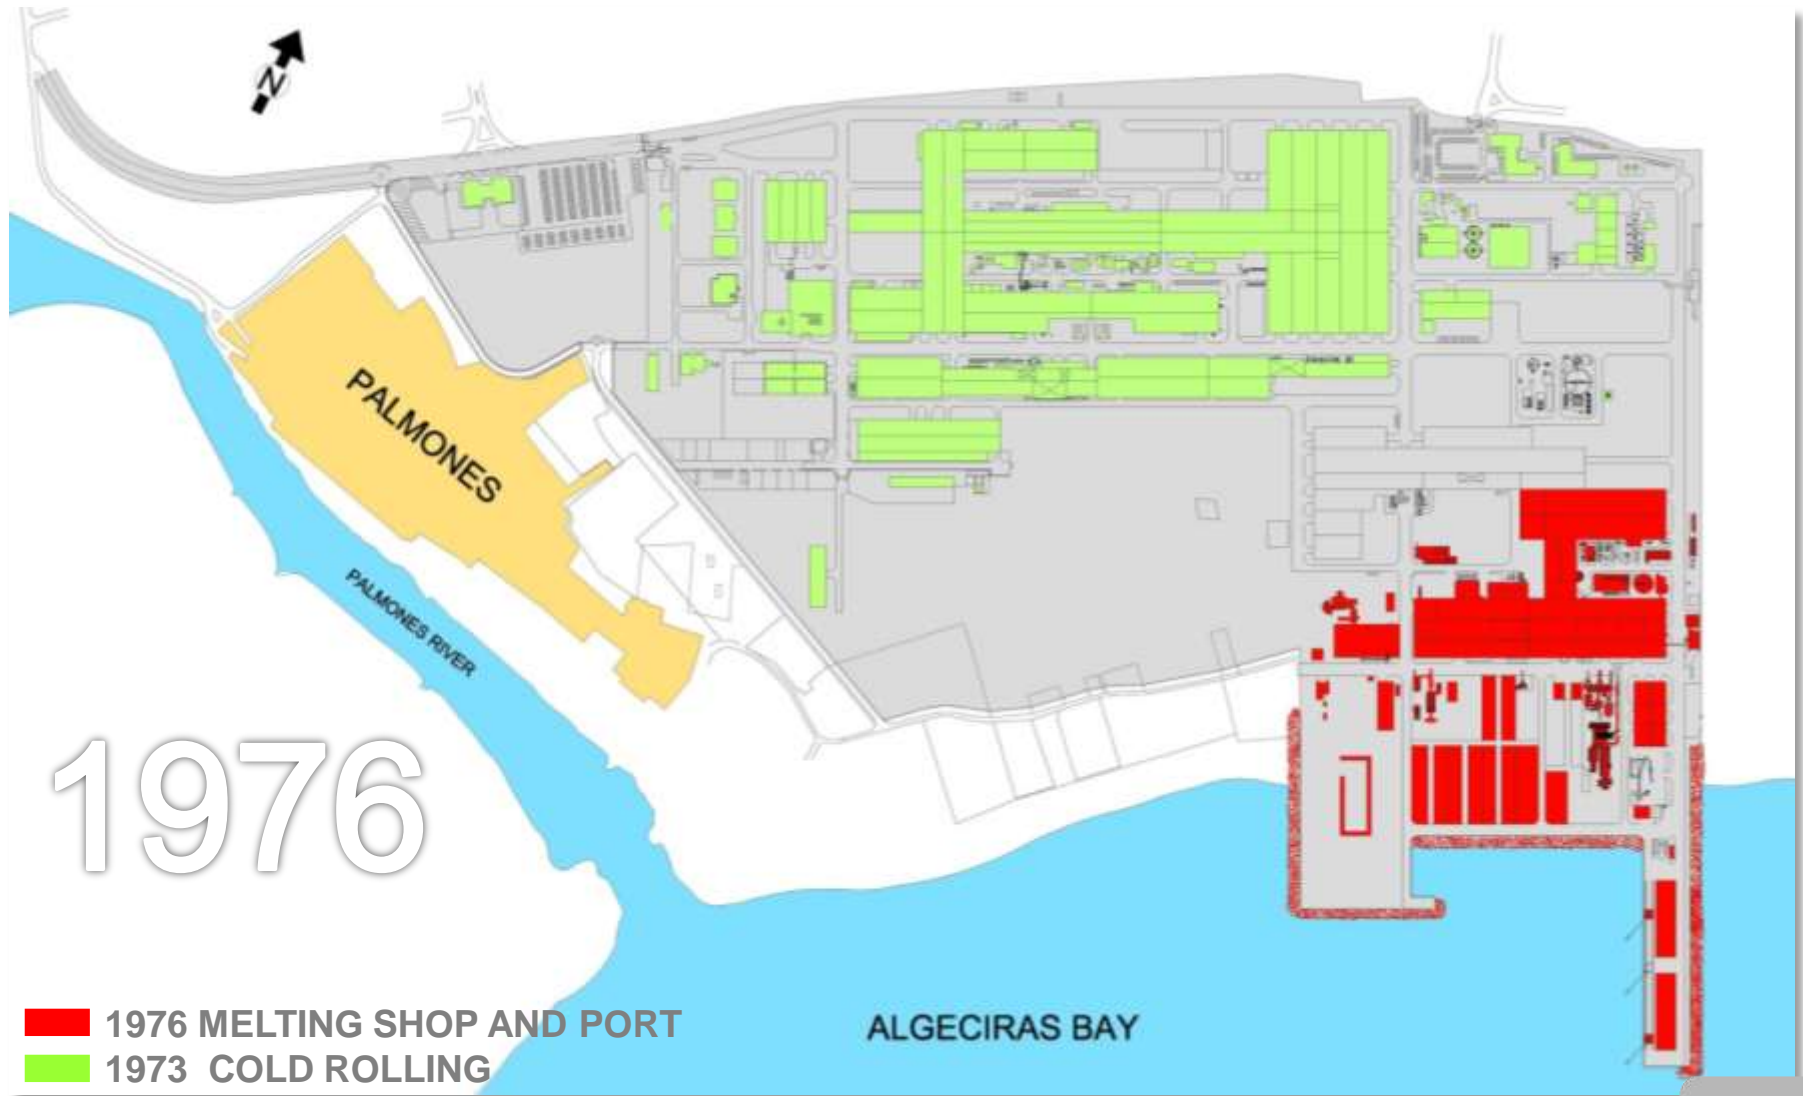 N
PALMONES
PALMONES RIVER
1976
ALGECIRAS BAY
1976 MELTING SHOP AND PORT
1973 COLD ROLLING